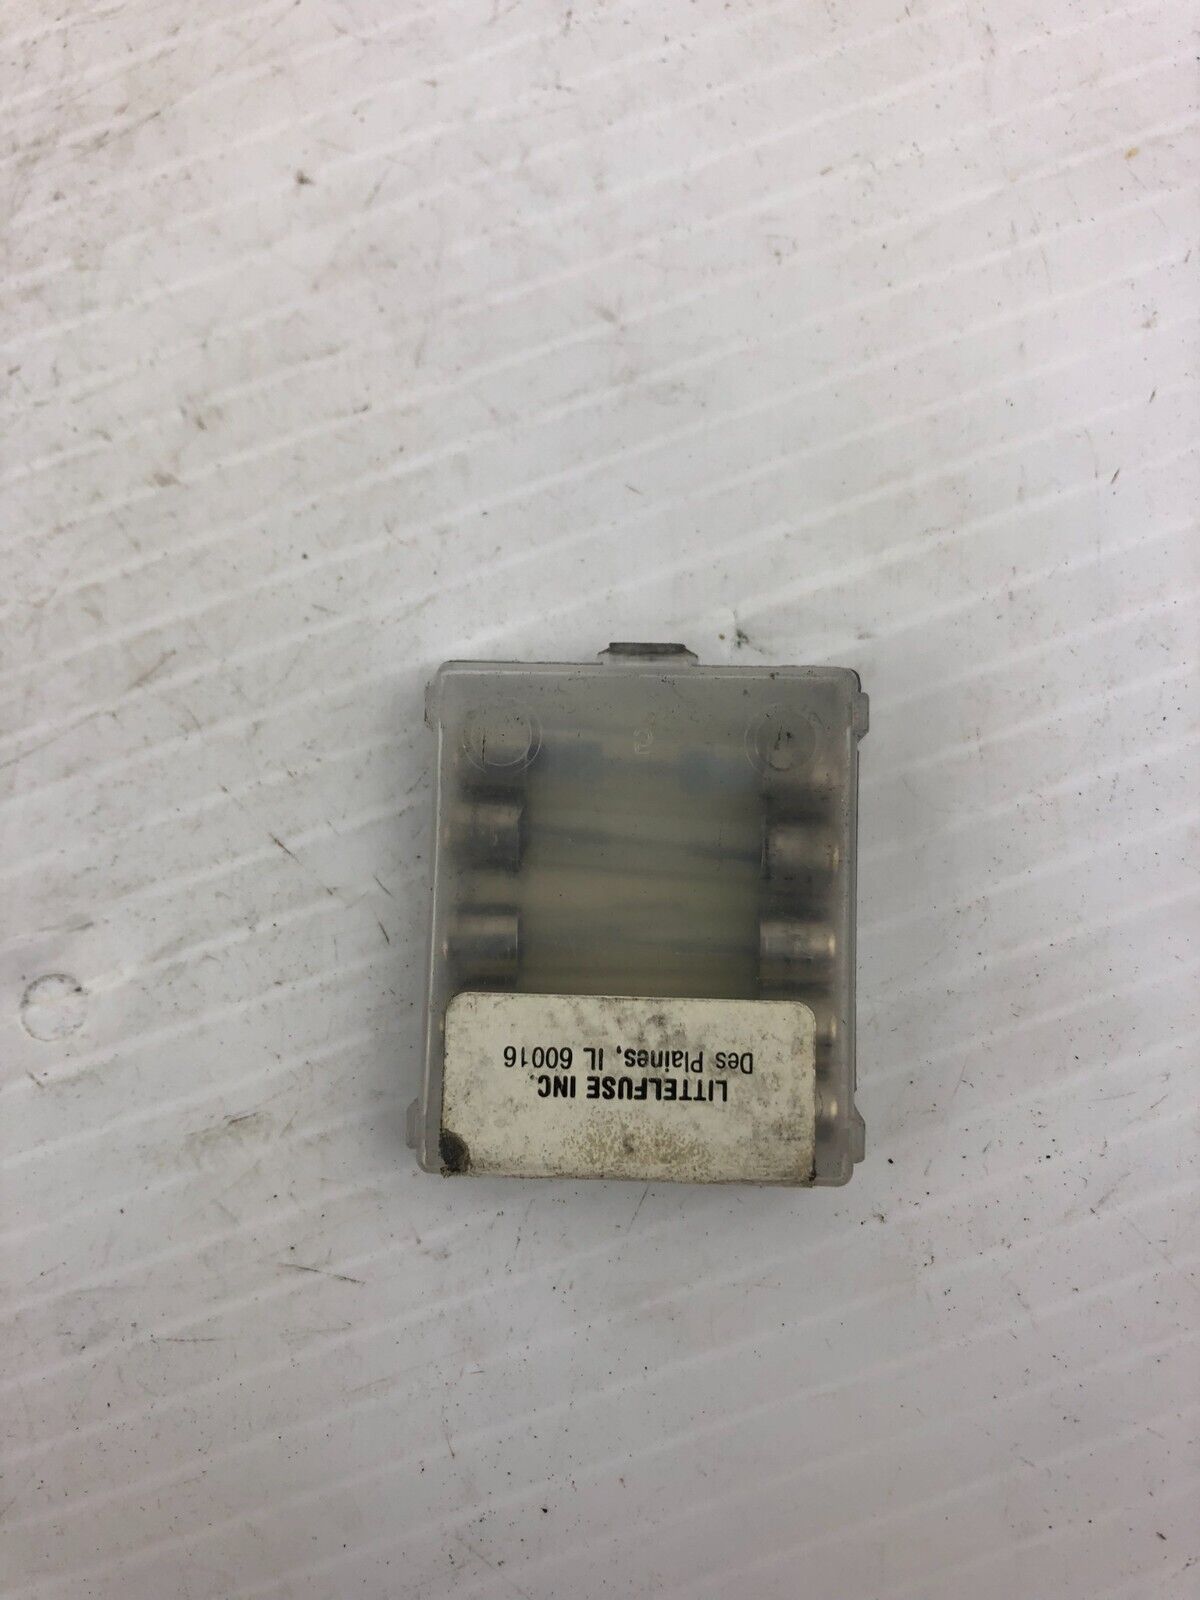 LITTELFUSE INC.
Des Plaines, IL 60016